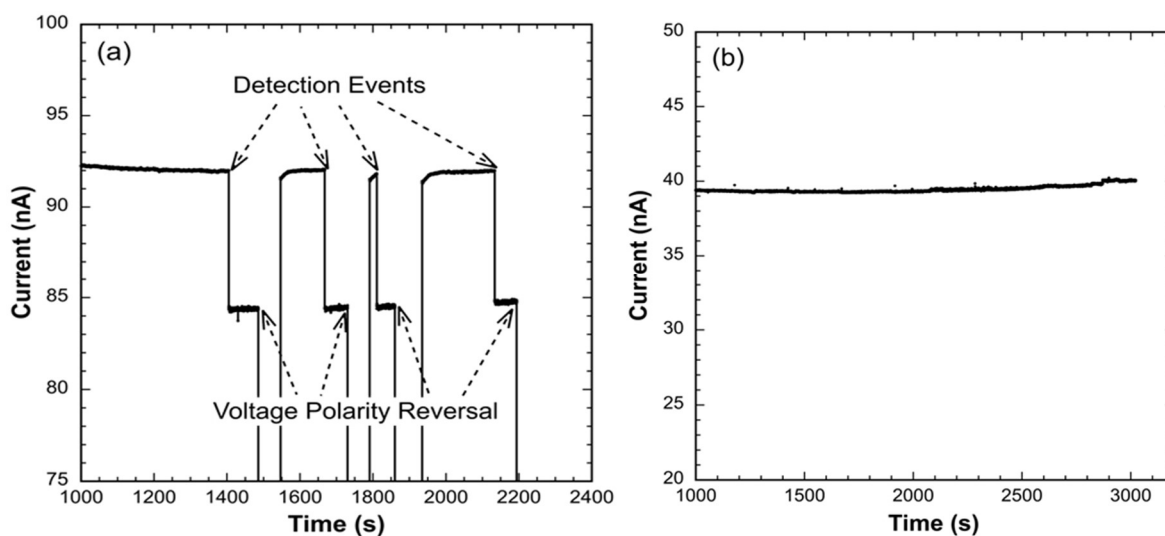 (a)
Detection Events
Voltage Polarity Reversal
100
95
90
85
80
75
Current (nA)
1000 1200 1400 1600 1800 2000 2200 2400
Time (s)
(b)
50
45
40
35
30
25
20
Current (nA)
1000 1500 2000 2500 3000
Time (s)